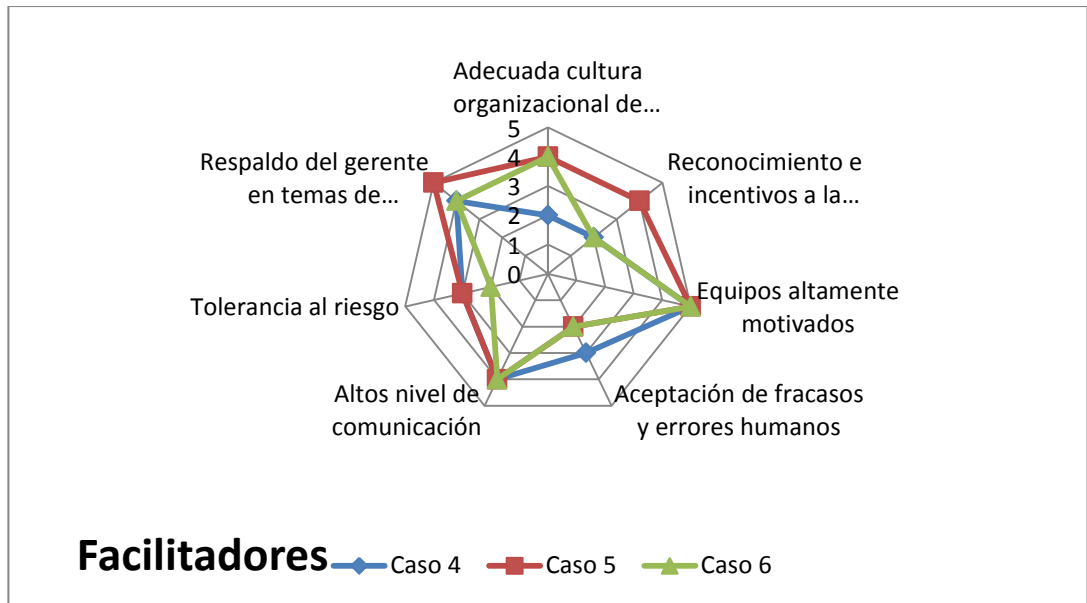 Adecuada cultura
organizacional de…
5
4
3
2
1
0
Reconocimiento e
incentivos a la…
Equipos altamente
motivados
Aceptación de fracasos
y errores humanos
Altos nivel de
comunicación
Tolerancia al riesgo
Respaldo del gerente
en temas de…
Facilitadores
Caso 4
Caso 5
Caso 6